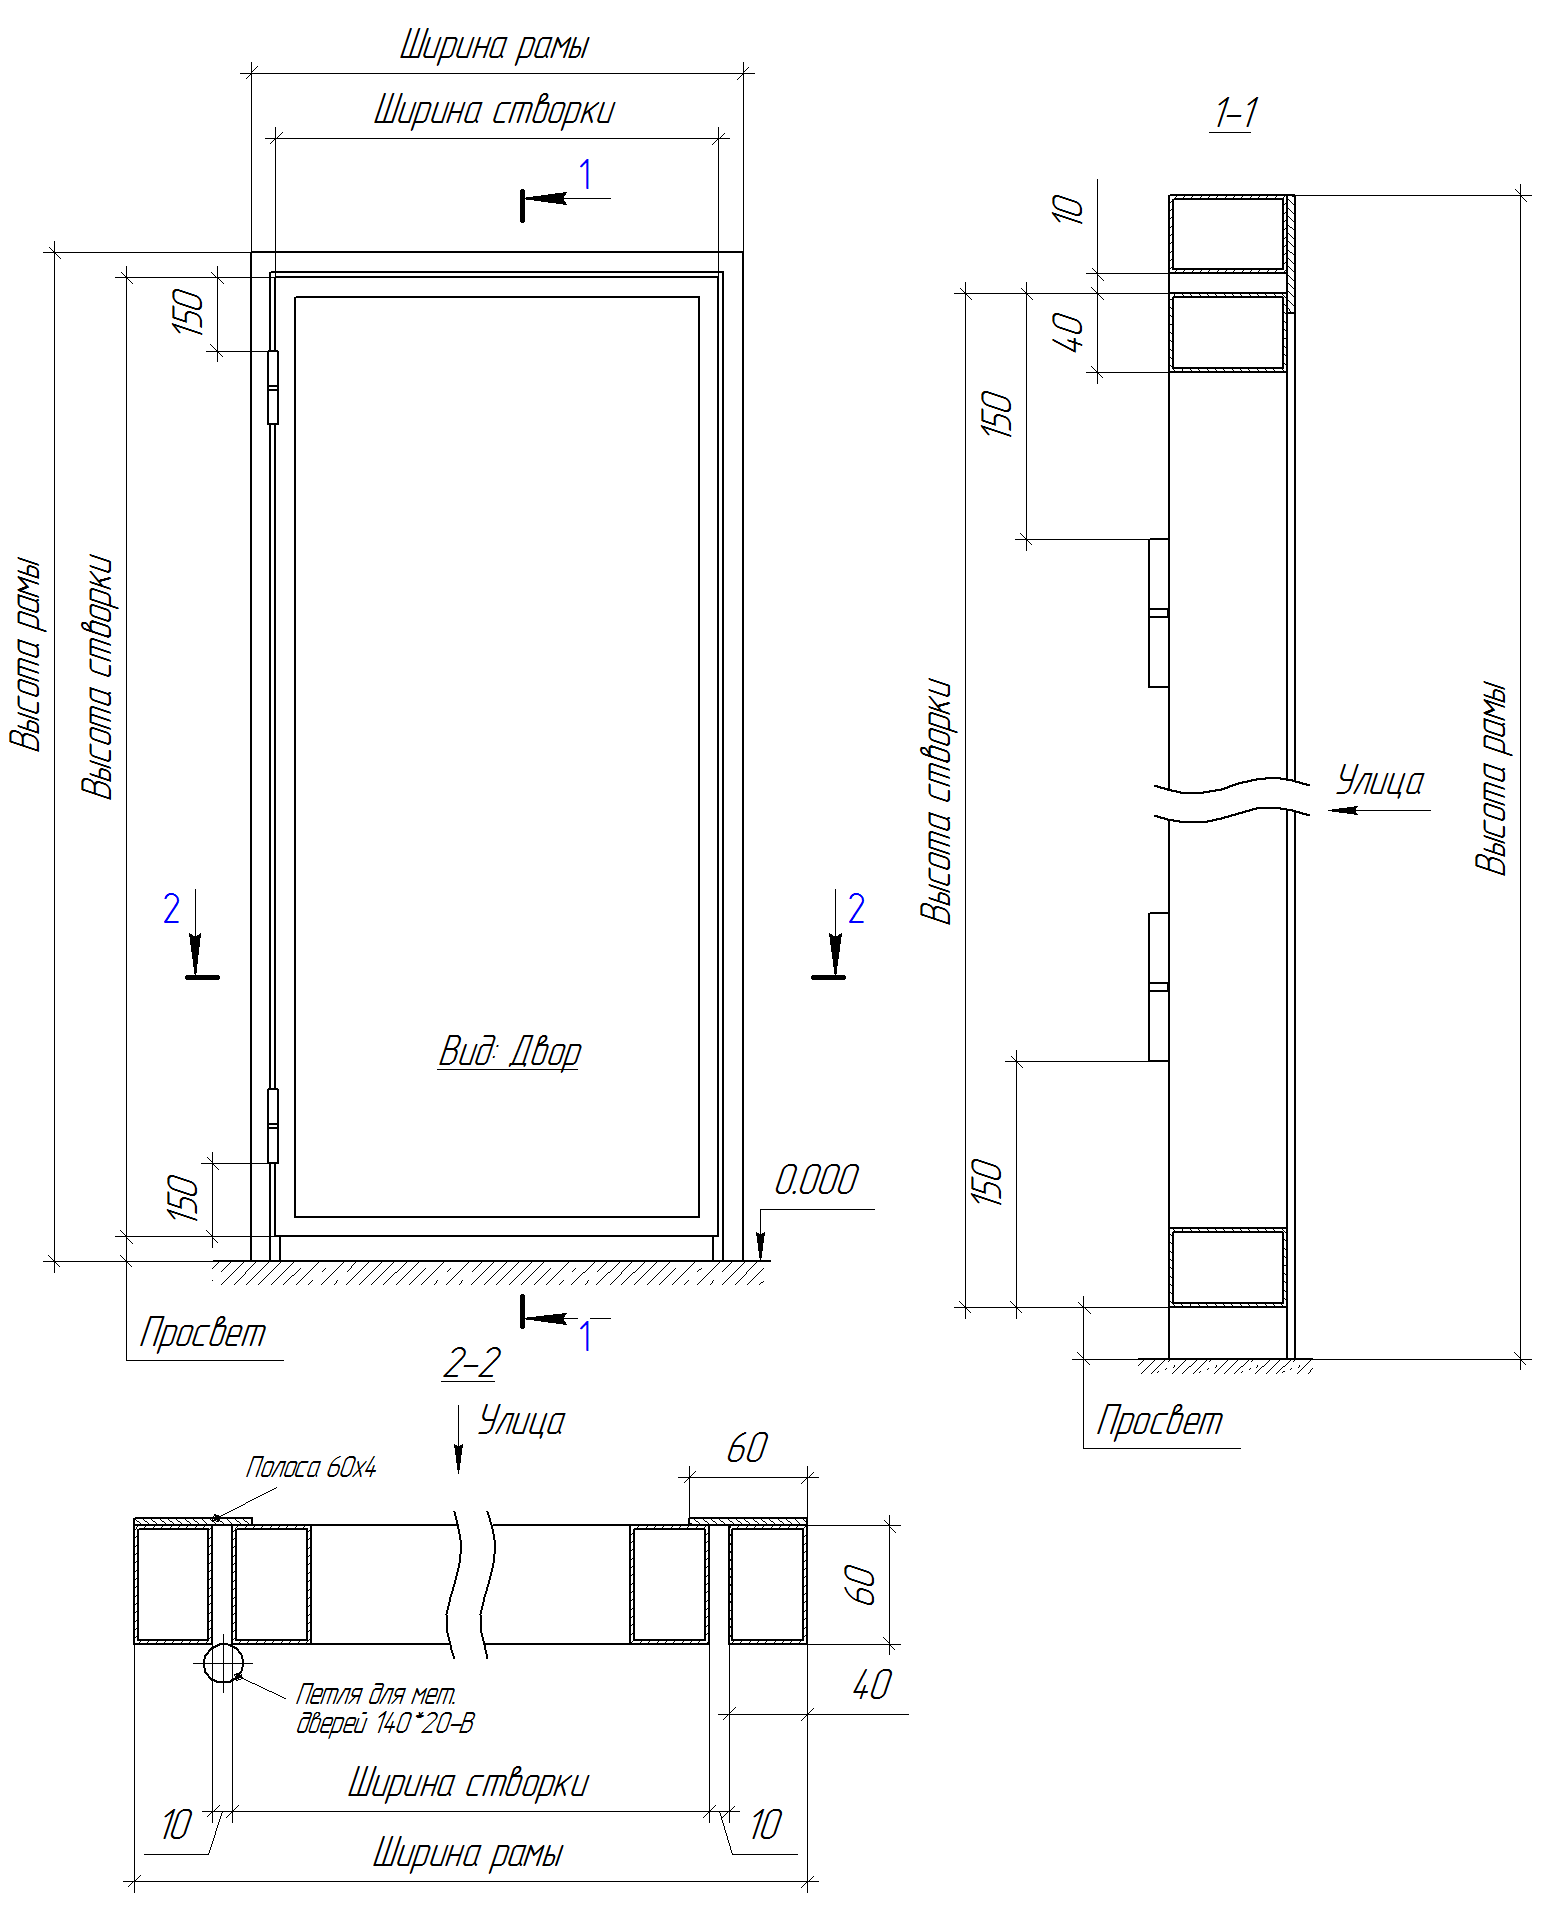 Ширина рамы
Ширина створки
1
150
Высота рамы
Высота створки
2
2
Вид: Двор
150
0.000
Просвет
1
1-1
10
40
150
Высота створки
Улица
Высота рамы
150
Просвет
2-2
Улица
Полоса 60х4
60
60
40
Петля для мет.
дверей 140*20-В
Ширина створки
10
10
Ширина рамы